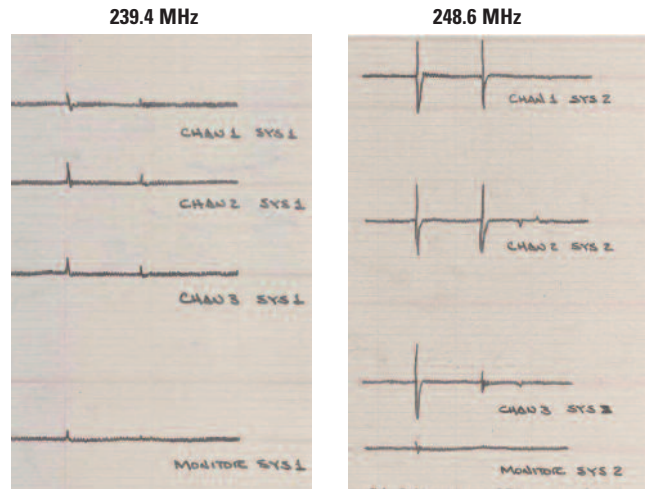 239.4 MHz
CHAN 1 SYS 1
CHAN 2 SYS 1
CHAN 3 SYS 1
MONITOR SYS 1
248.6 MHz
CHAN 1 SYS 2
CHAN 2 SYS 2
CHAN 3 SYS
MONITOR SYS 2